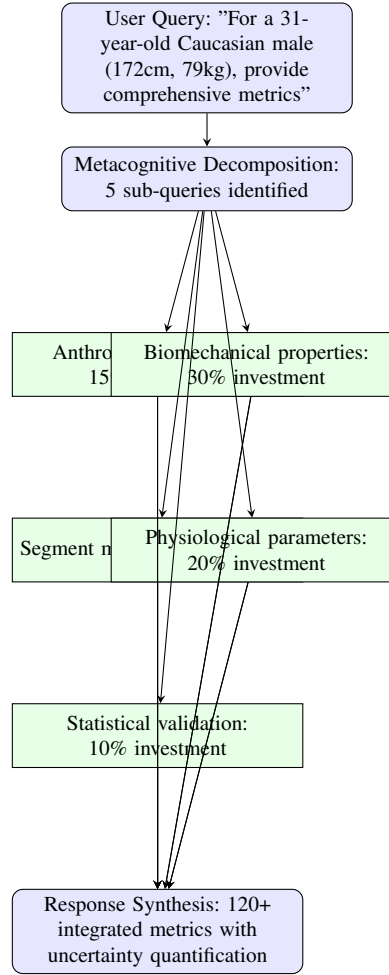 User Query: ”For a 31-
year-old Caucasian male
(172cm, 79kg), provide
comprehensive metrics”
Metacognitive Decomposition:
5 sub-queries identified
Biomechanical properties:
15
30% investment
Segment
Physiological parameters:
20% investment
Statistical validation:
10% investment
Response Synthesis: 120+
integrated metrics with
uncertainty quantification